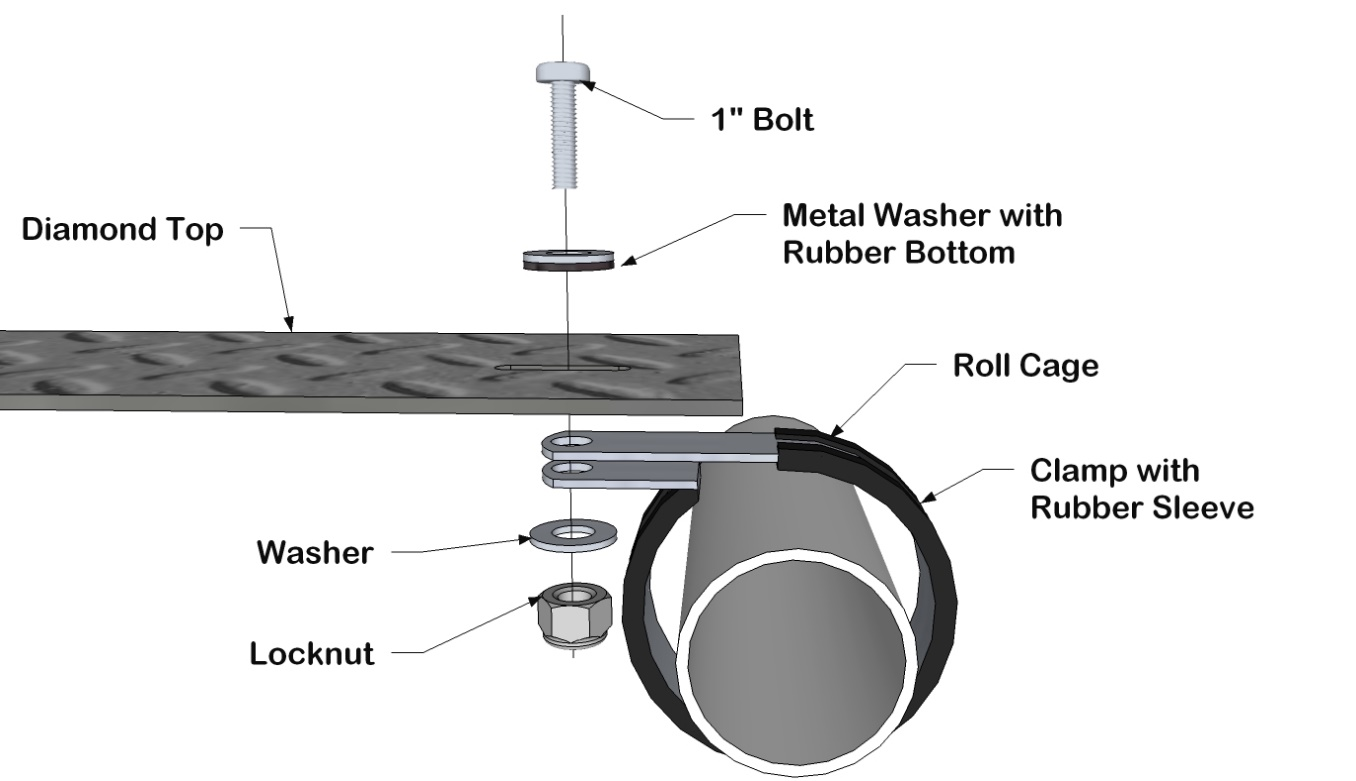 1" Bolt
Metal Washer with
Rubber Bottom
Diamond Top
Roll Cage
Clamp with
Rubber Sleeve
Washer
Locknut